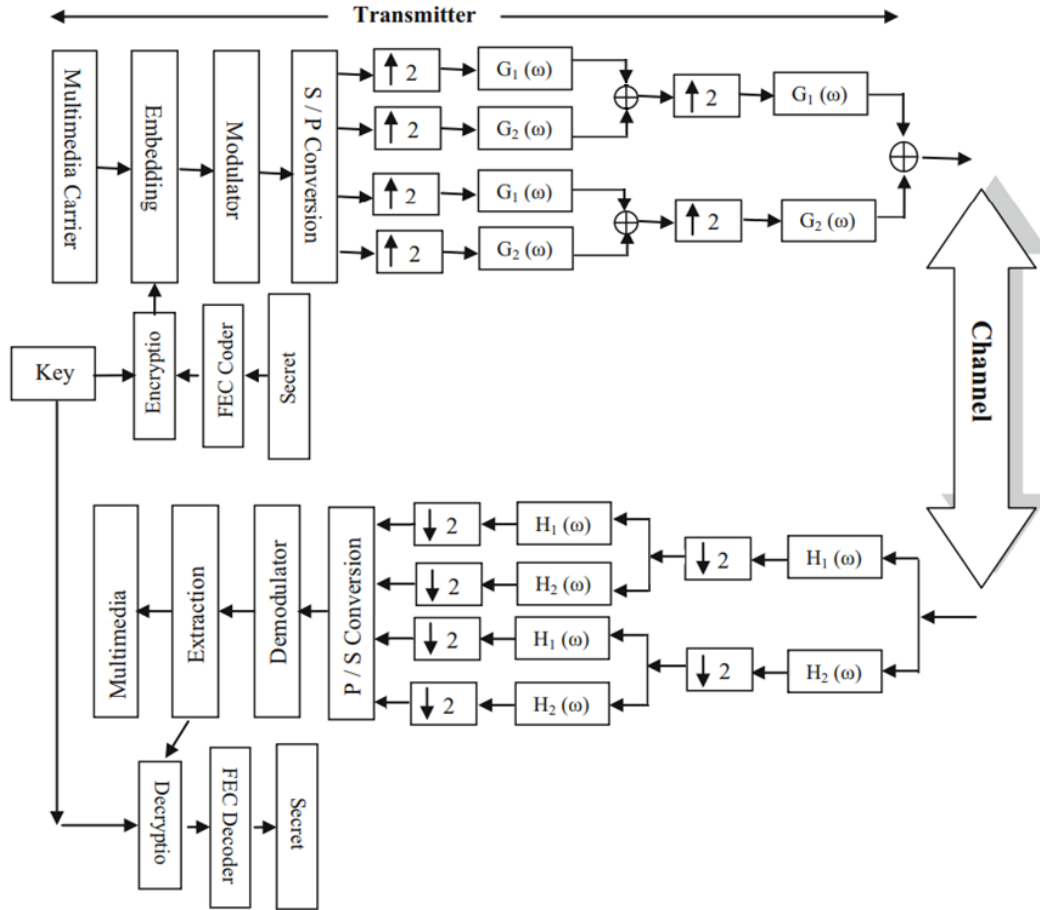 Transmitter
Multimedia Carrier
Embedding
Modulator
S / P Conversion
↑ 2
G₁ (ω)
↑ 2
G₂ (ω)
↑ 2
G₁ (ω)
↑ 2
G₂ (ω)
↑ 2
G₁ (ω)
↑ 2
G₂ (ω)
Channel
Key
Encryptio
FEC Coder
Secret
Multimedia
Extraction
Demodulator
P / S Conversion
↓ 2
H₁ (ω)
↓ 2
H₂ (ω)
↓ 2
H₁ (ω)
↓ 2
H₂ (ω)
↓ 2
H₁ (ω)
↓ 2
H₂ (ω)
Decryptio
FEC Decoder
Secret